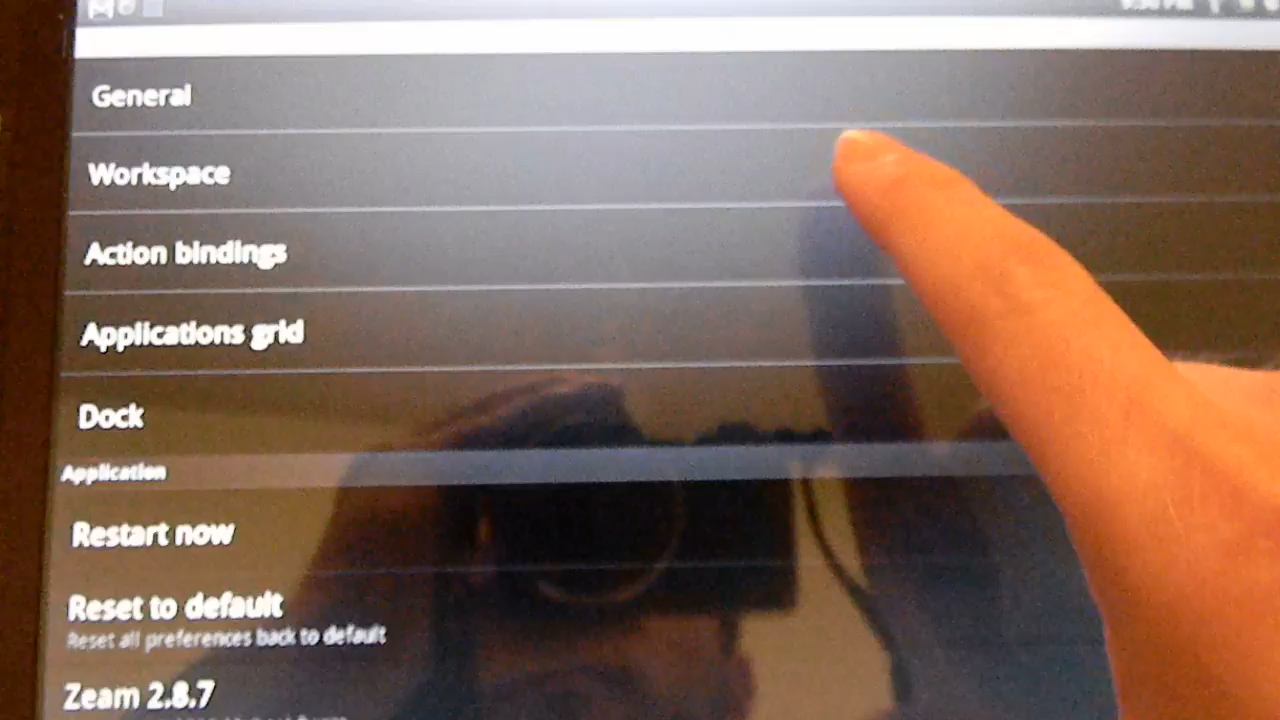 General
Workspace
Action bindings
Applications grid
Dock
Application
Restart now
Reset to default
Reset all preferences back to default
Zeam 2.8.7